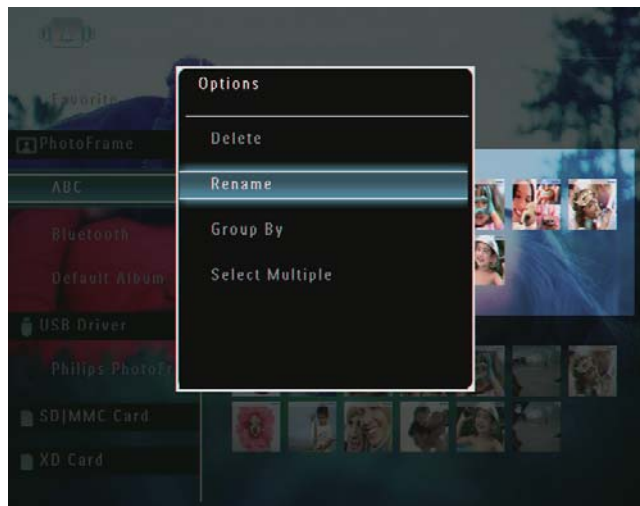 Options
Delete
Rename
Group By
Select Multiple
Favorite
PhotoFrame
ABC
Bluetooth
Default Album
USB Driver
Philips
SD|MMC Card
XD Card